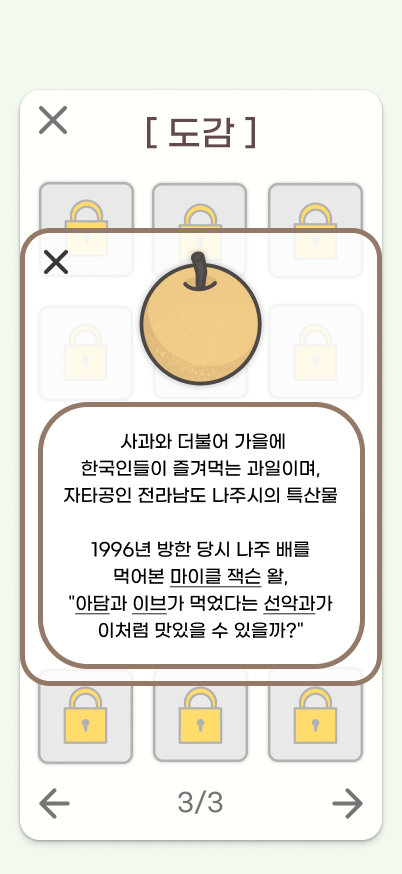 [ 도감 ]
사과와 더불어 가을에
한국인들이 즐겨먹는 과일이며,
자타공인 전라남도 나주시의 특산물
1996년 방한 당시 나주 배를
먹어본 마이클 잭슨 왈,
"아담과 이브가 먹었다는 선악과가
이처럼 맛있을 수 있을까?"
3/3